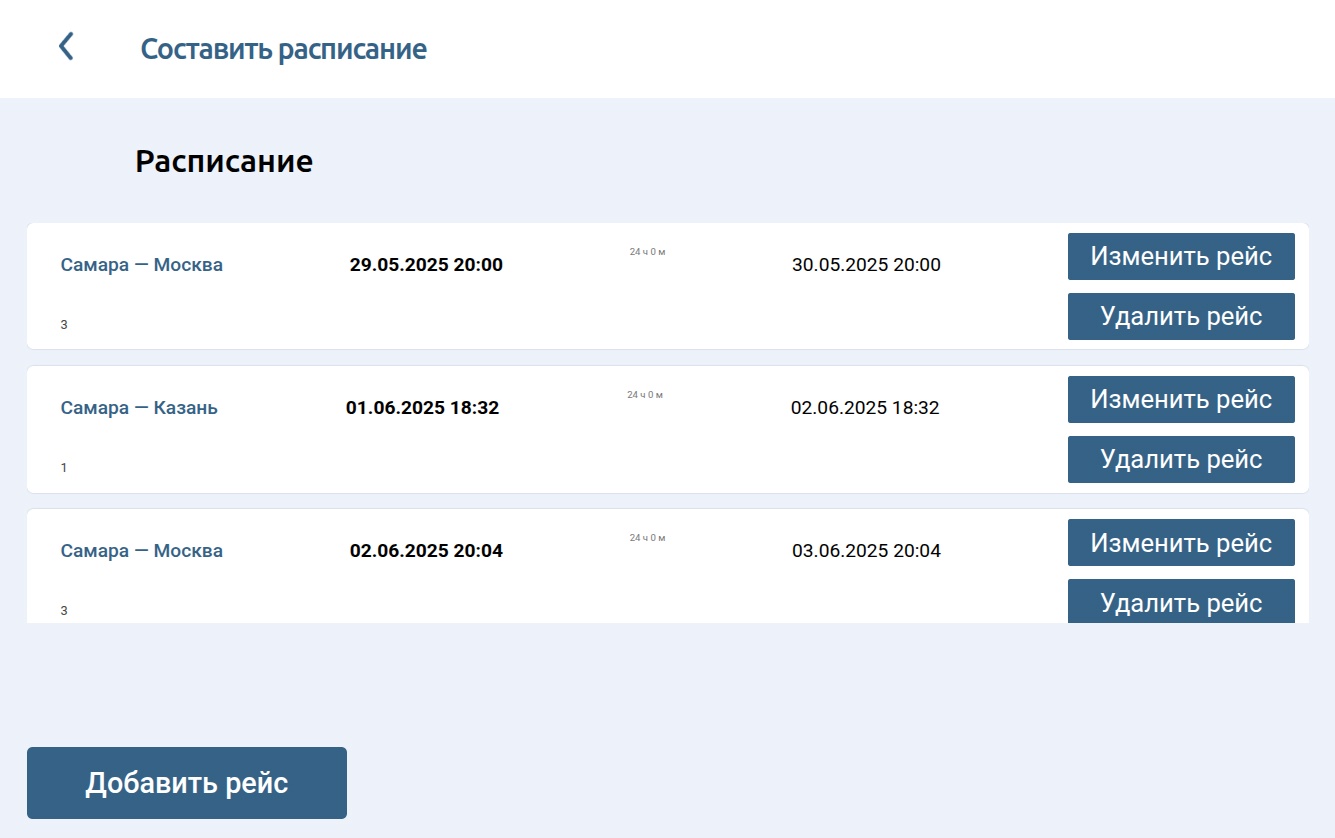 Составить расписание
Расписание
Самара — Москва 29.05.2025 20:00 24 ч 0 м 30.05.2025 20:00 Изменить рейс
3 Удалить рейс
Самара — Казань 01.06.2025 18:32 24 ч 0 м 02.06.2025 18:32 Изменить рейс
1 Удалить рейс
Самара — Москва 02.06.2025 20:04 24 ч 0 м 03.06.2025 20:04 Изменить рейс
3 Удалить рейс
Добавить рейс